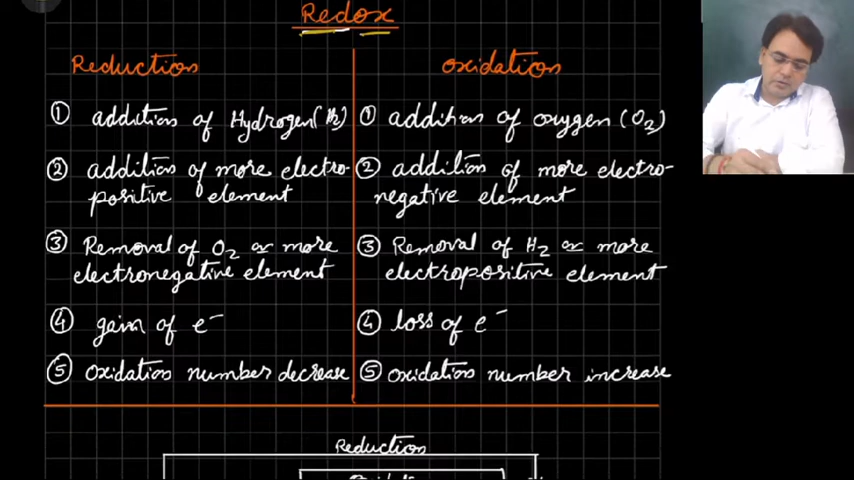 Redox
Reduction
① addition of Hydrogen (H₂)
② addition of more electro-
positive element
③ Removal of O₂ or more
electronegative element
④ gain of e⁻
⑤ oxidation number decrease
oxidation
① addition of oxygen (O₂)
② addition of more electro-
negative element
③ Removal of H₂ or more
electropositive element
④ loss of e⁻
⑤ oxidation number increase
Reduction